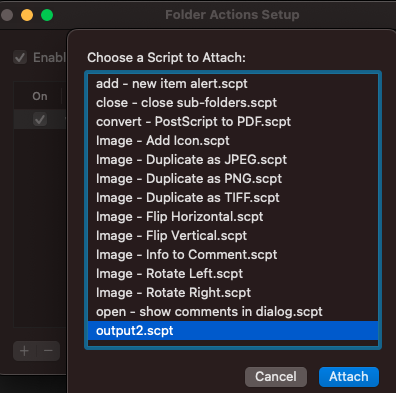 Folder Actions Setup
Enabl
Choose a Script to Attach:
On
add - new item alert.scpt
close - close sub-folders.scpt
convert - PostScript to PDF.scpt
Image - Add Icon.scpt
Image - Duplicate as JPEG.scpt
Image - Duplicate as PNG.scpt
Image - Duplicate as TIFF.scpt
Image - Flip Horizontal.scpt
Image - Flip Vertical.scpt
Image - Info to Comment.scpt
Image - Rotate Left.scpt
Image - Rotate Right.scpt
open - show comments in dialog.scpt
output2.scpt
+ −
Cancel Attach